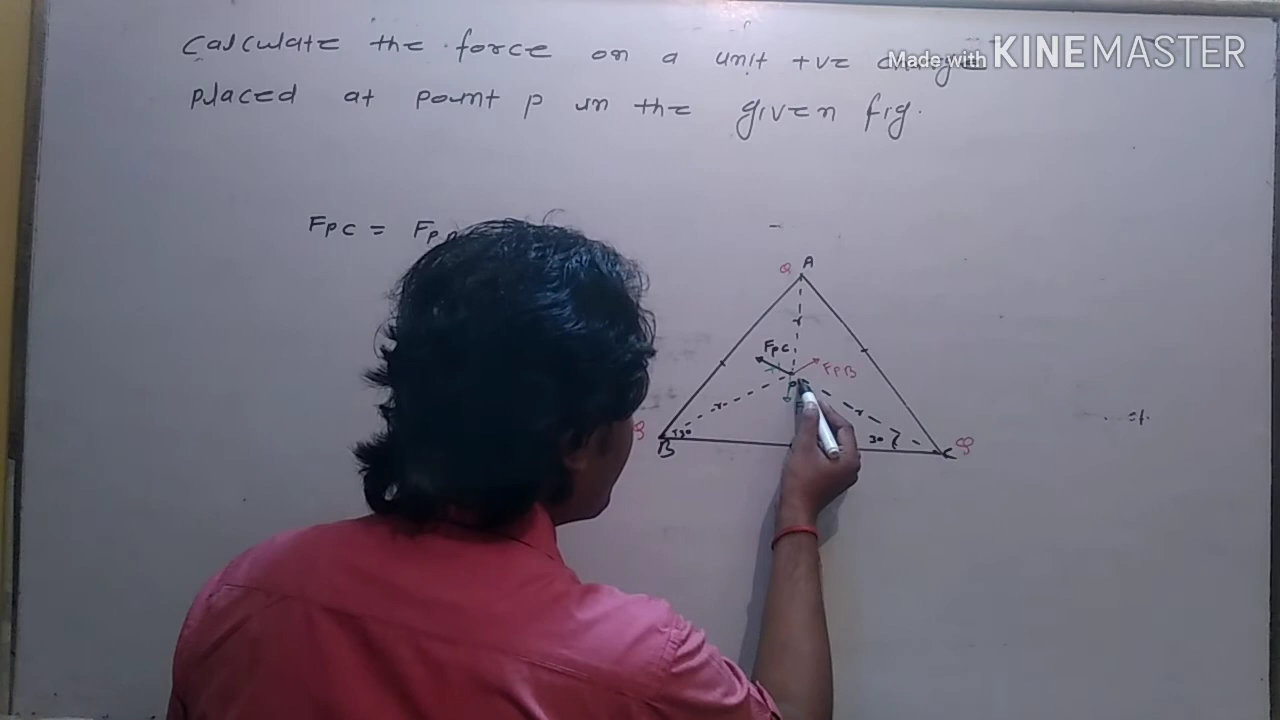 Calculate the force on a unit +ve charge
Made with KINEMASTER
placed at point p in the given fig.
FPC = FP
Q A
r
FPC
FPB
P
F
r
r
30
30
B
C Q